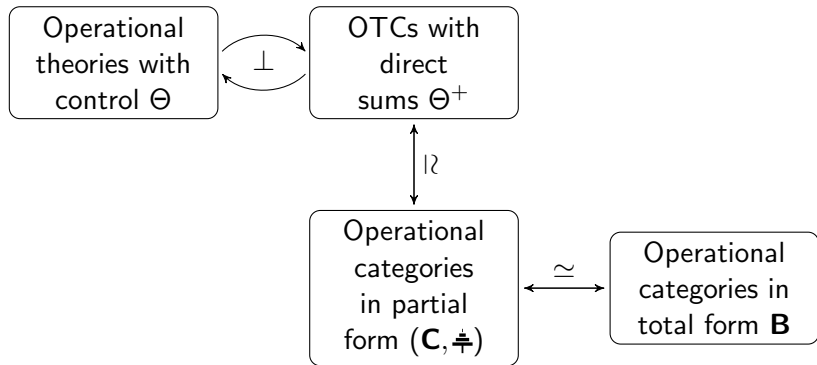 Operational
theories with
control Θ
⊥
OTCs with
direct
sums Θ⁺
≃
Operational
categories
in partial
form (C, ⏚)
≃
Operational
categories in
total form B